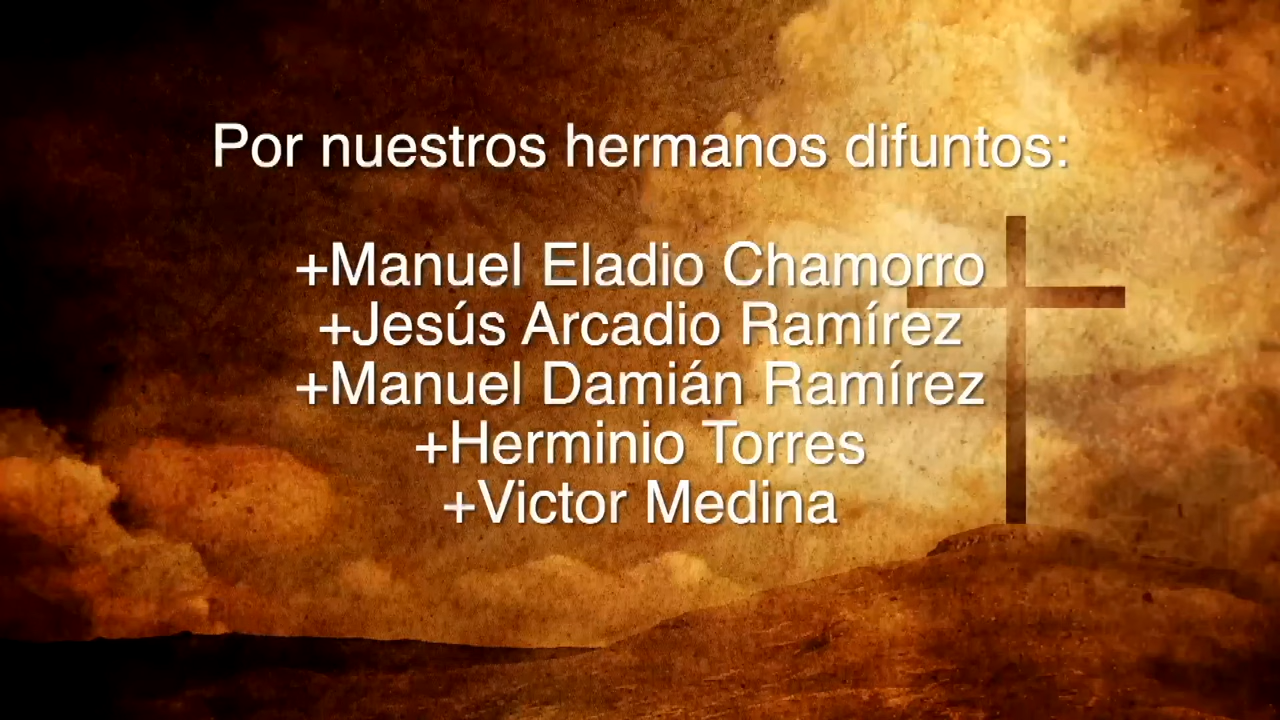 Por nuestros hermanos difuntos:
+Manuel Eladio Chamorro
+Jesús Arcadio Ramírez
+Manuel Damián Ramírez
+Herminio Torres
+Victor Medina